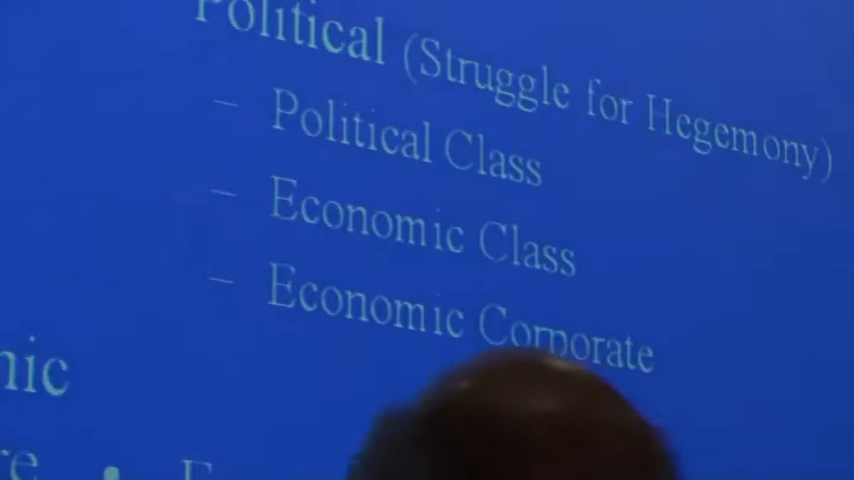 Political (Struggle for Hegemony)
– Political Class
– Economic Class
– Economic Corporate